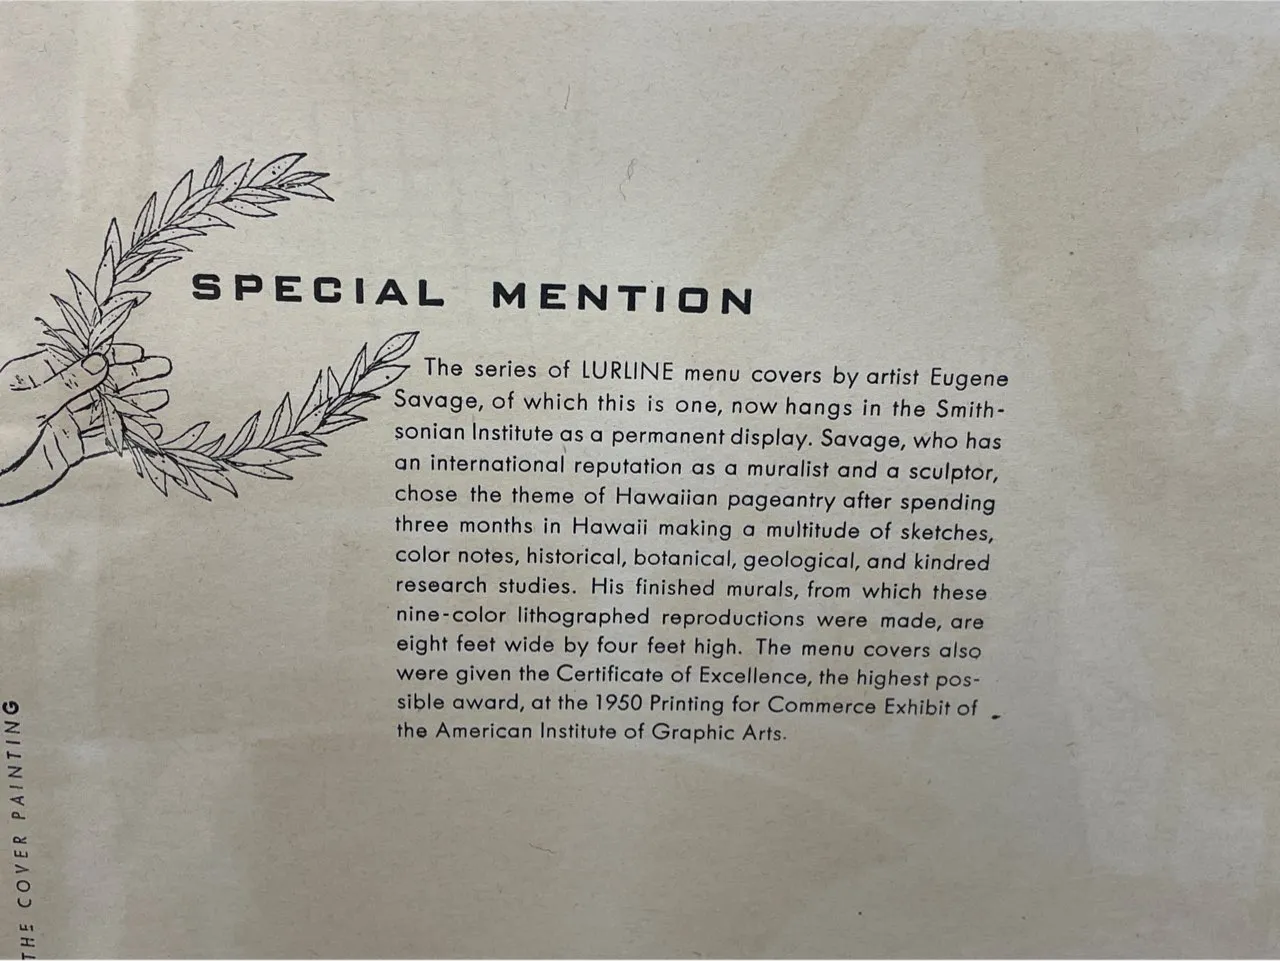 SPECIAL MENTION
The series of LURLINE menu covers by artist Eugene
Savage, of which this is one, now hangs in the Smith-
sonian Institute as a permanent display. Savage, who has
an international reputation as a muralist and a sculptor,
chose the theme of Hawaiian pageantry after spending
three months in Hawaii making a multitude of sketches,
color notes, historical, botanical, geological, and kindred
research studies. His finished murals, from which these
nine-color lithographed reproductions were made, are
eight feet wide by four feet high. The menu covers also
were given the Certificate of Excellence, the highest pos-
sible award, at the 1950 Printing for Commerce Exhibit of
the American Institute of Graphic Arts.
THE COVER PAINTING